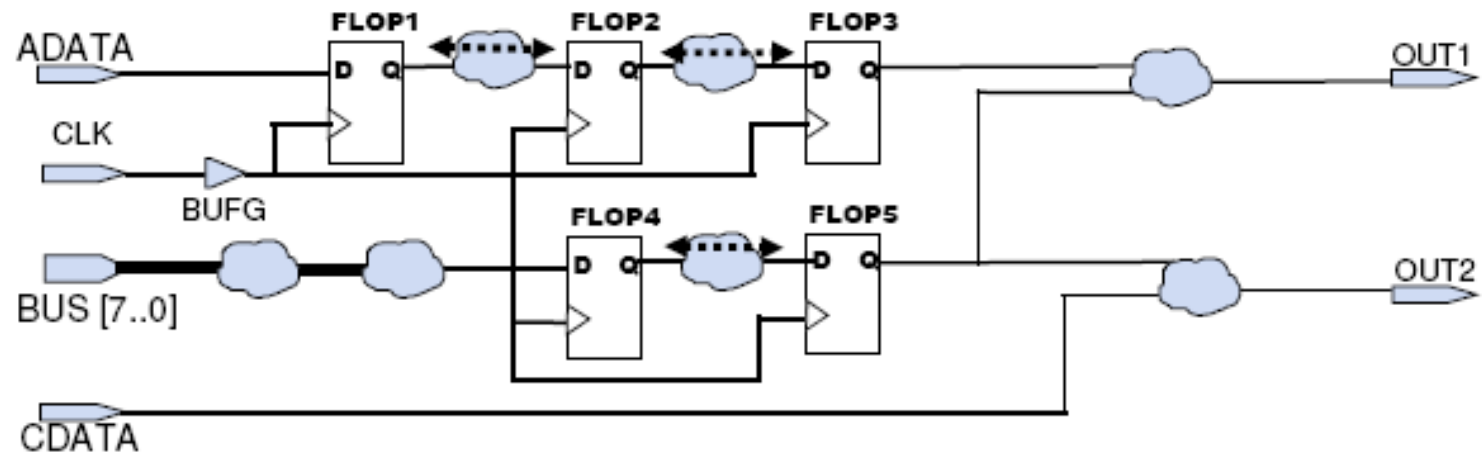 FLOP1 FLOP2 FLOP3
ADATA
D Q D Q D Q
OUT1
CLK
BUFG
FLOP4 FLOP5
D Q D Q
OUT2
BUS [7..0]
CDATA